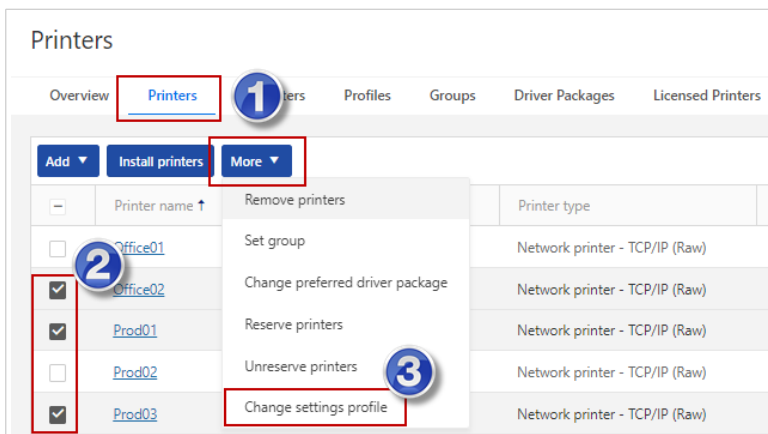 Printers
Overview Printers ters Profiles Groups Driver Packages Licensed Printers
1
Add ▼ Install printers More ▼
Printer name ↑ Printer type
Remove printers
Office01 Set group Network printer - TCP/IP (Raw)
2
Office02 Change preferred driver package Network printer - TCP/IP (Raw)
Prod01 Reserve printers Network printer - TCP/IP (Raw)
Prod02 Unreserve printers Network printer - TCP/IP (Raw)
3
Prod03 Change settings profile Network printer - TCP/IP (Raw)